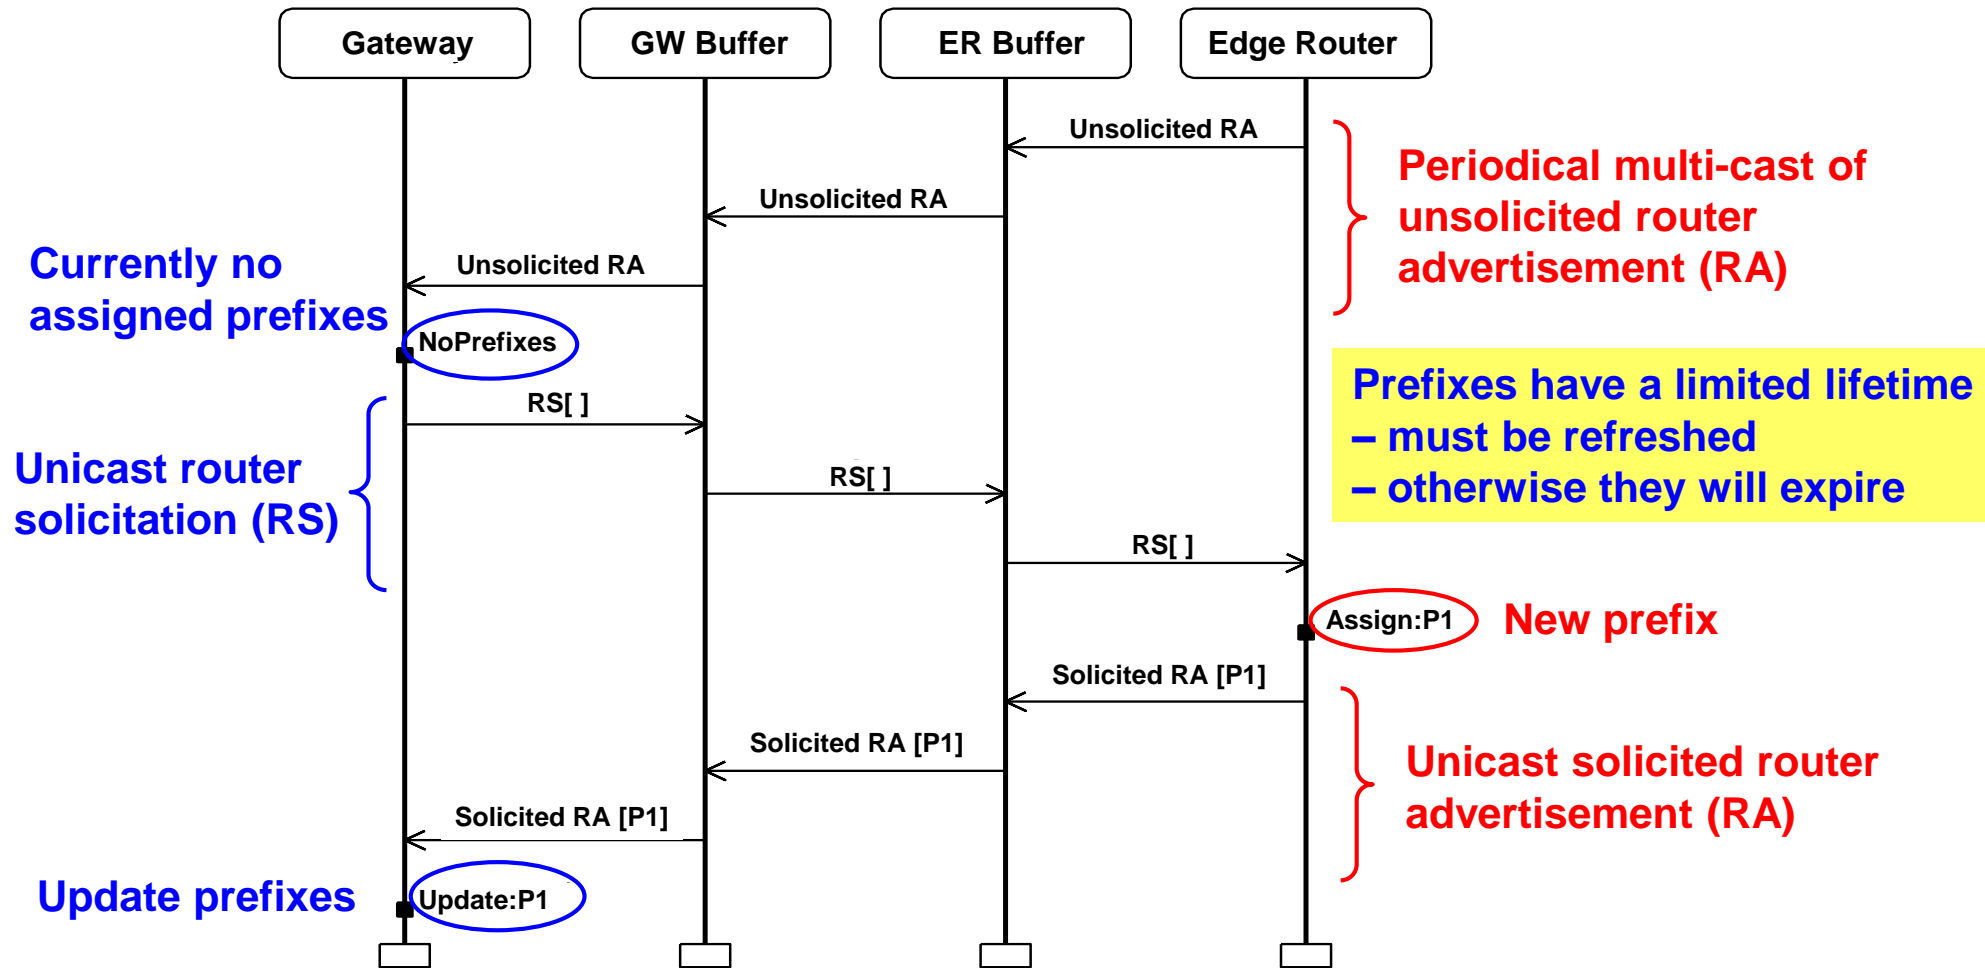 Gateway
GW Buffer
ER Buffer
Edge Router
Unsolicited RA
Periodical multi-cast of
unsolicited router
advertisement (RA)
Unsolicited RA
Currently no
assigned prefixes
Unsolicited RA
NoPrefixes
Prefixes have a limited lifetime
– must be refreshed
– otherwise they will expire
RS[ ]
Unicast router
solicitation (RS)
RS[ ]
RS[ ]
Assign:P1
New prefix
Solicited RA [P1]
Solicited RA [P1]
Unicast solicited router
advertisement (RA)
Solicited RA [P1]
Update prefixes
Update:P1